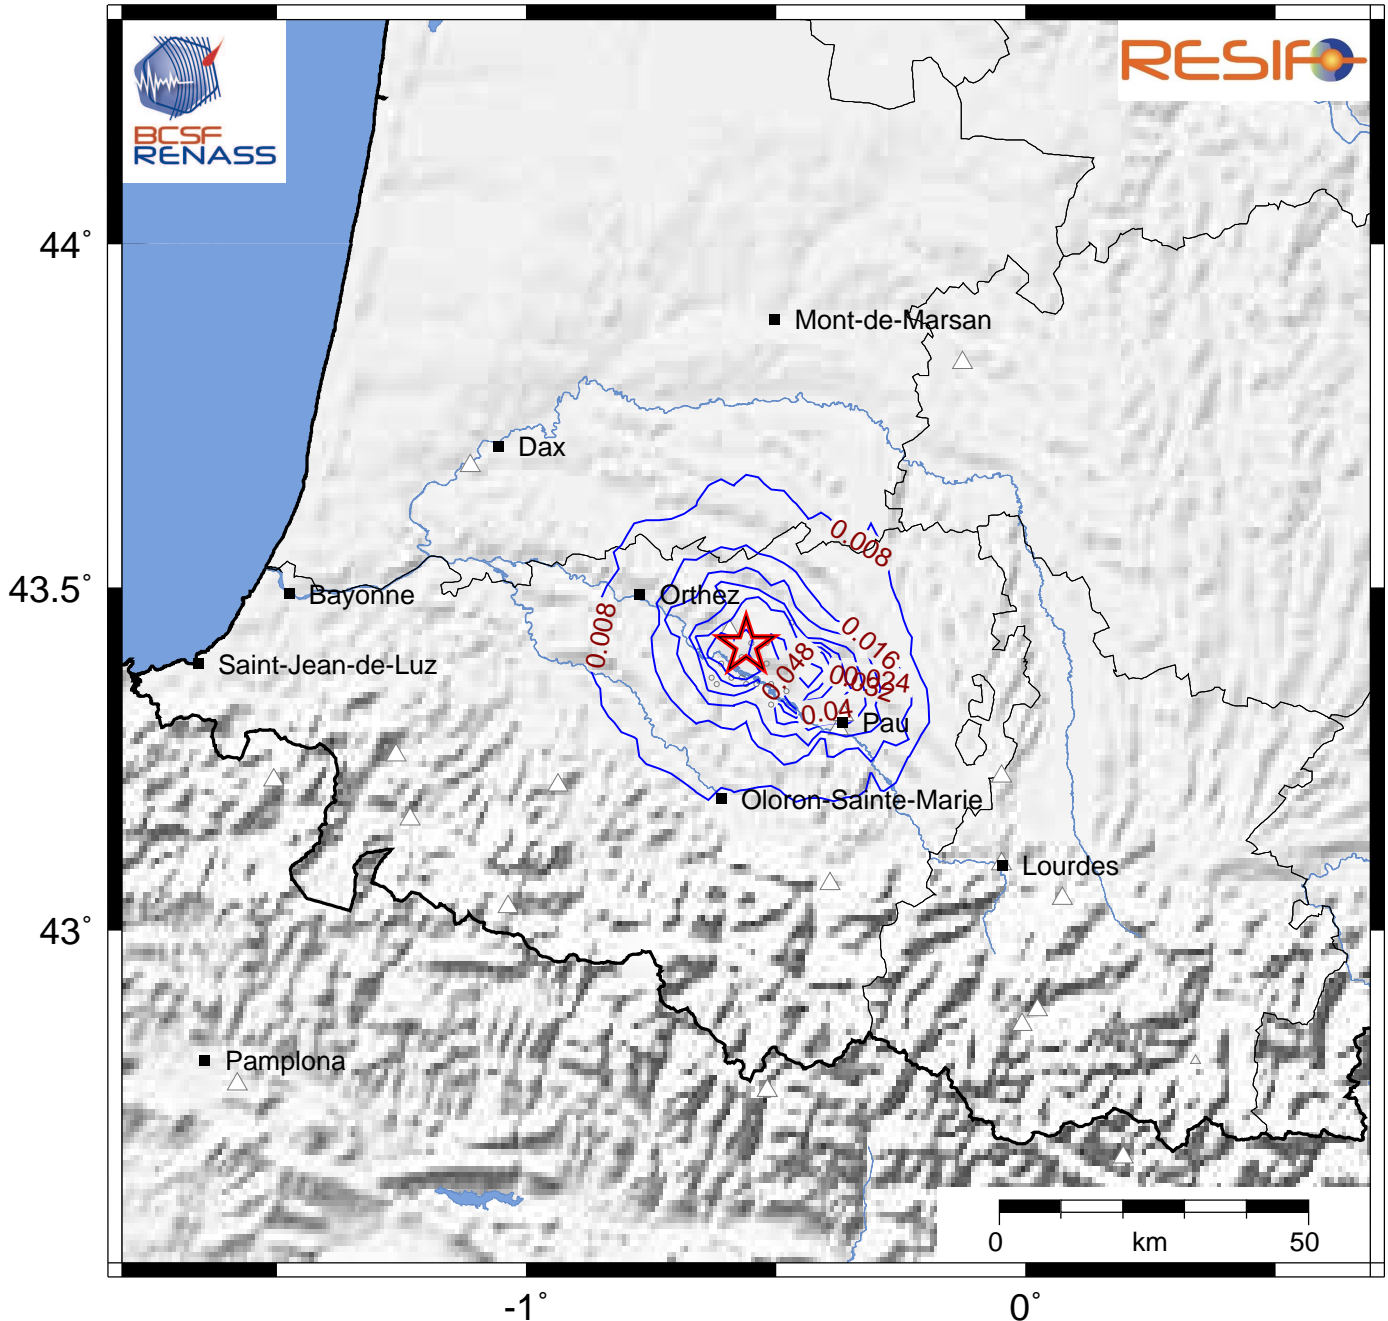 BCSF
RENASS
RESIF
44°
Mont-de-Marsan
Dax
0.008
43.5°
Bayonne
Orthez
0.008
0.016
Saint-Jean-de-Luz
0.048
0.024
0.032
0.04
Pau
Oloron-Sainte-Marie
Lourdes
43°
Pamplona
0
km
50
-1°
0°